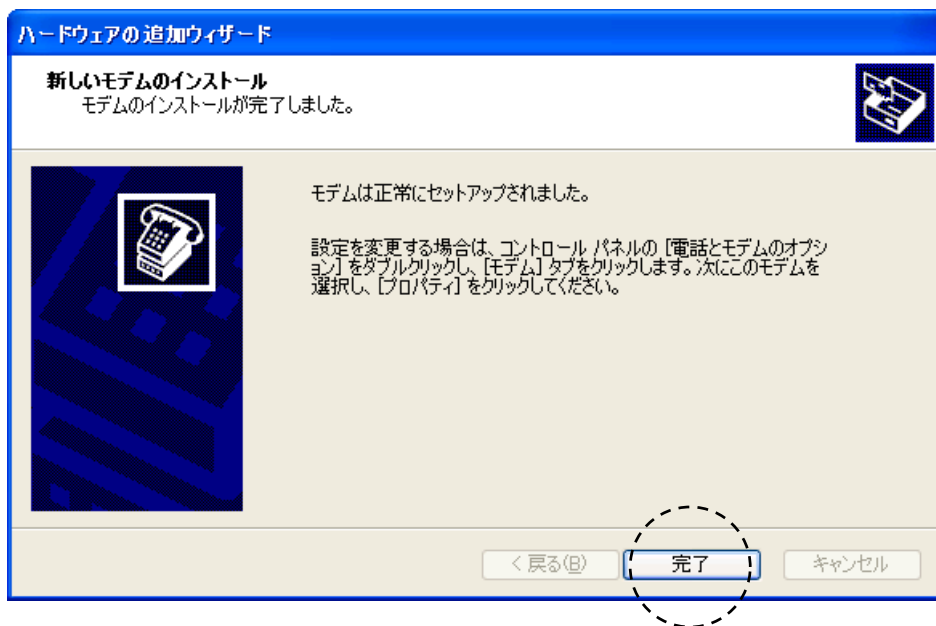 ハードウェアの追加ウィザード
新しいモデムのインストール
モデムのインストールが完了しました。
モデムは正常にセットアップされました。
設定を変更する場合は、コントロール パネルの [電話とモデムのオプシ
ョン] をダブルクリックし、[モデム] タブをクリックします。次にこのモデムを
選択し、[プロパティ] をクリックしてください。
< 戻る(B)
完了
キャンセル